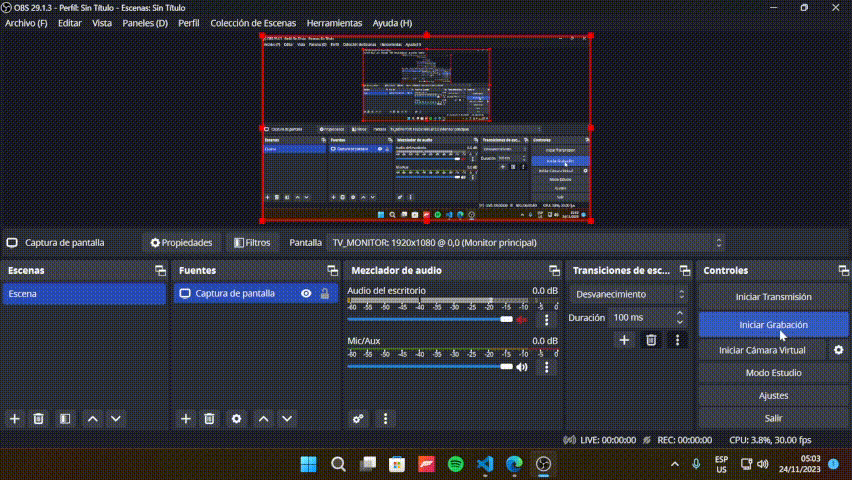 OBS 29.1.3 - Perfil: Sin Título - Escenas: Sin Título
Archivo (F) Editar Vista Paneles (D) Perfil Colección de Escenas Herramientas Ayuda (H)
Captura de pantalla Propiedades Filtros Pantalla TV_MONITOR: 1920x1080 @ 0,0 (Monitor principal)
Escenas Fuentes Mezclador de audio Transiciones de esc... Controles
Escena
Captura de pantalla
Audio del escritorio 0.0 dB
-60 -55 -50 -45 -40 -35 -30 -25 -20 -15 -10 -5 0
Mic/Aux 0.0 dB
-60 -55 -50 -45 -40 -35 -30 -25 -20 -15 -10 -5 0
Desvanecimiento
Duración 100 ms
Iniciar Transmisión
Iniciar Grabación
Iniciar Cámara Virtual
Modo Estudio
Ajustes
Salir
LIVE: 00:00:00 REC: 00:00:00 CPU: 3.8%, 30.00 fps
ESP
US
05:03
24/11/2023
1